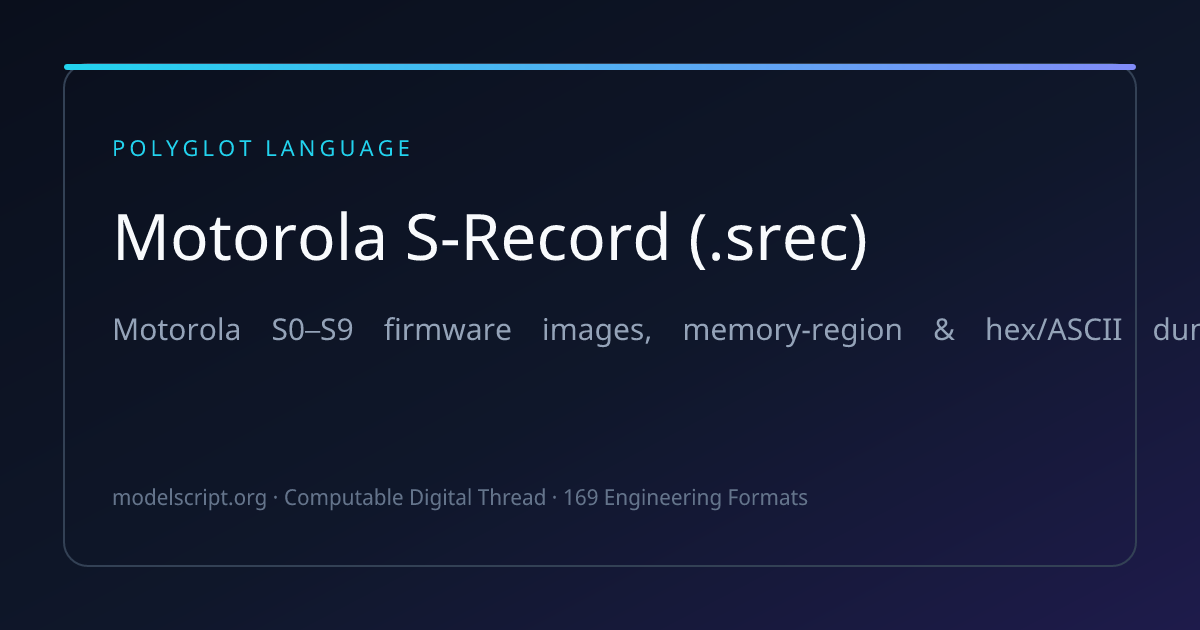 POLYGLOT LANGUAGE
Motorola S-Record (.srec)
Motorola S0–S9 firmware images, memory-region & hex/ASCII
modelscript.org · Computable Digital Thread · 169 Engineering Formats